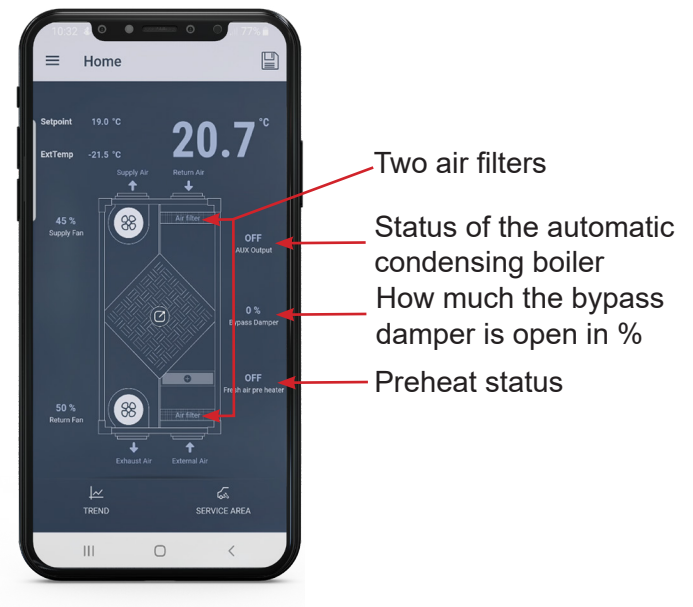 10:32 77%
Home
Setpoint 19.0 °C
20.7 °C
ExtTemp -21.5 °C
Supply Air Return Air
Air filter
45 %
Supply Fan
OFF
AUX Output
0 %
Bypass Damper
OFF
Fresh air pre heater
50 %
Return Fan
Air filter
Exhaust Air External Air
TREND SERVICE AREA
Two air filters
Status of the automatic
condensing boiler
How much the bypass
damper is open in %
Preheat status